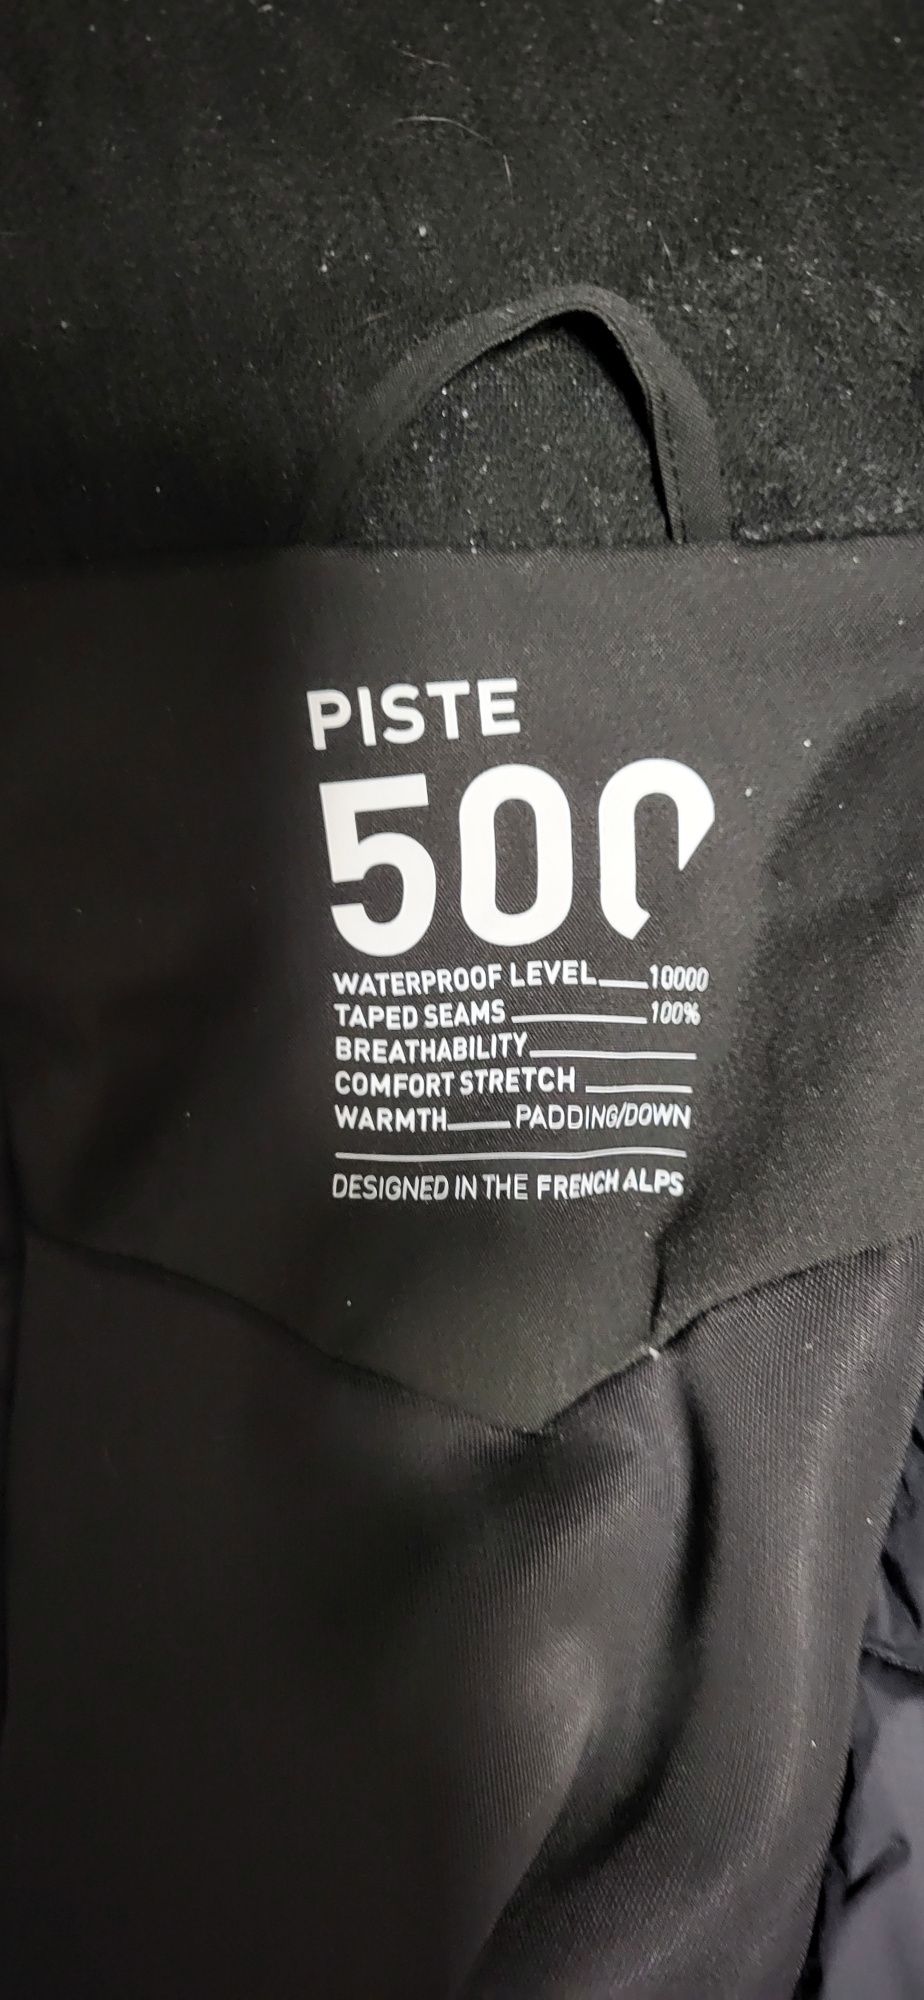 PISTE
500
WATERPROOF LEVEL 10000
TAPED SEAMS 100%
BREATHABILITY
COMFORT STRETCH
WARMTH PADDING/DOWN
DESIGNED IN THE FRENCH ALPS